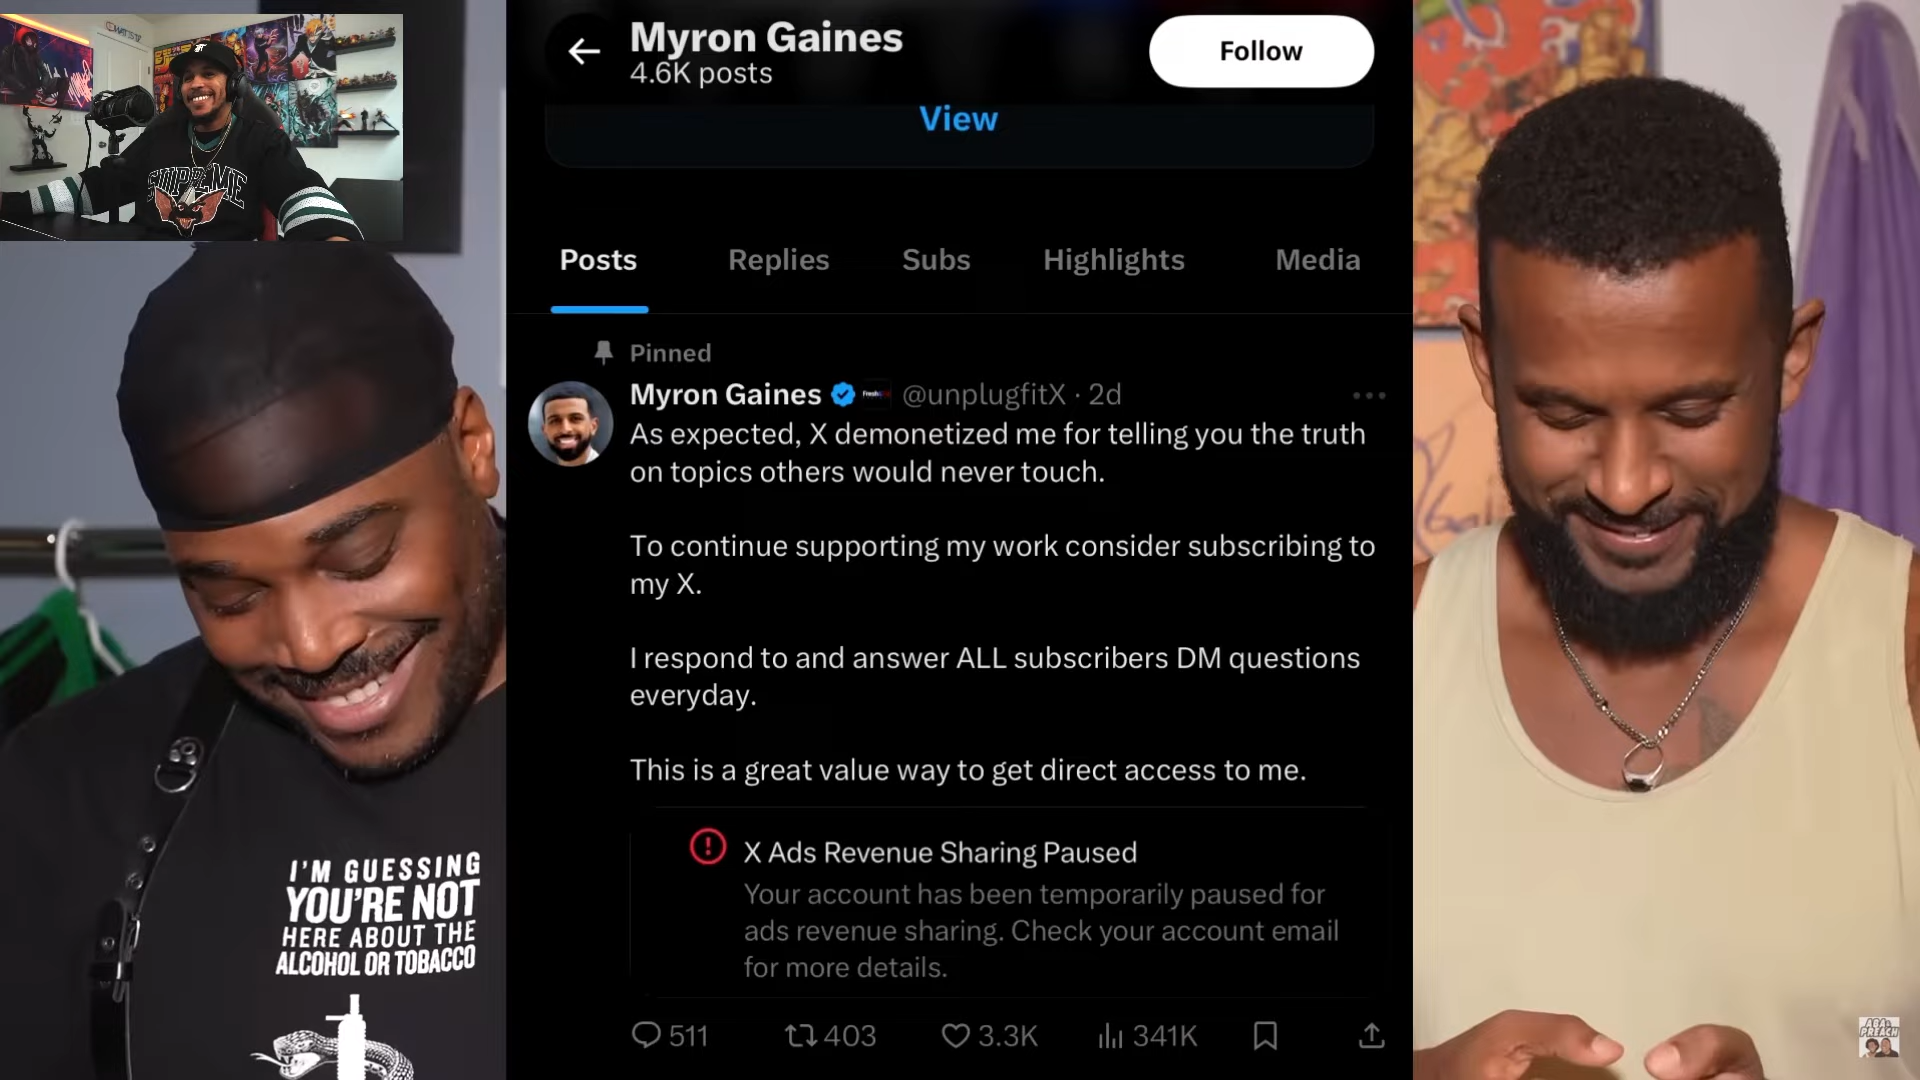 Myron Gaines
4.6K posts
Follow
View
Posts
Replies
Subs
Highlights
Media
Pinned
Myron Gaines @unplugfitX · 2d
As expected, X demonetized me for telling you the truth
on topics others would never touch.
To continue supporting my work consider subscribing to
my X.
I respond to and answer ALL subscribers DM questions
everyday.
This is a great value way to get direct access to me.
X Ads Revenue Sharing Paused
Your account has been temporarily paused for
ads revenue sharing. Check your account email
for more details.
511
403
3.3K
341K
SUPREME
I'M GUESSING
YOU'RE NOT
HERE ABOUT THE
ALCOHOL OR TOBACCO
ABA
PREACH